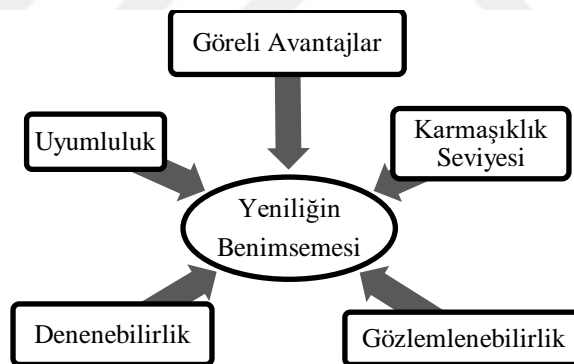 Göreli Avantajlar
Uyumluluk
Karmaşıklık
Seviyesi
Yeniliğin
Benimsemesi
Denenebilirlik
Gözlemlenebilirlik